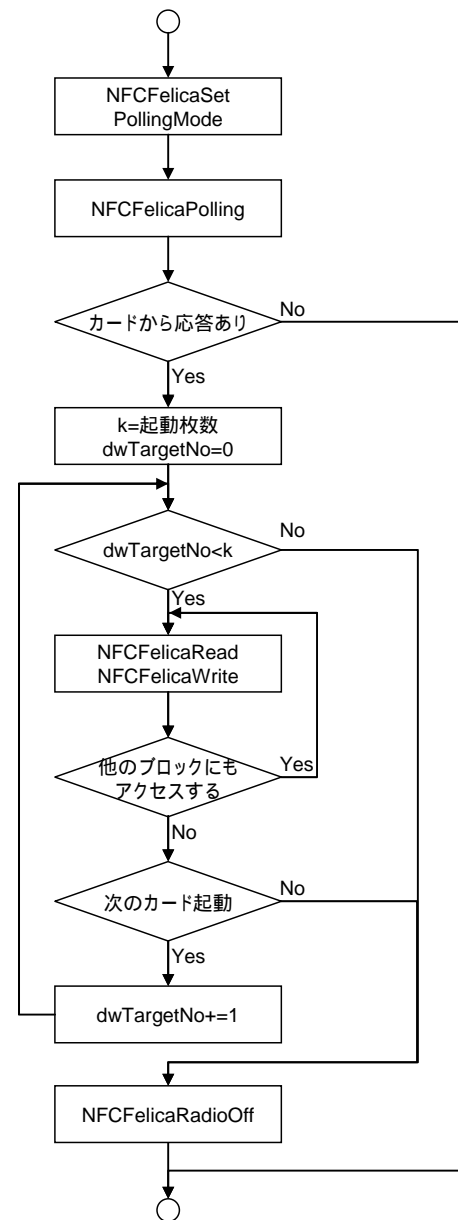 NFCFelicaSet
PollingMode
NFCFelicaPolling
カードから応答あり
No
Yes
k=起動枚数
dwTargetNo=0
dwTargetNo<k
No
Yes
NFCFelicaRead
NFCFelicaWrite
他のブロックにも
アクセスする
Yes
No
次のカード起動
No
Yes
dwTargetNo+=1
NFCFelicaRadioOff